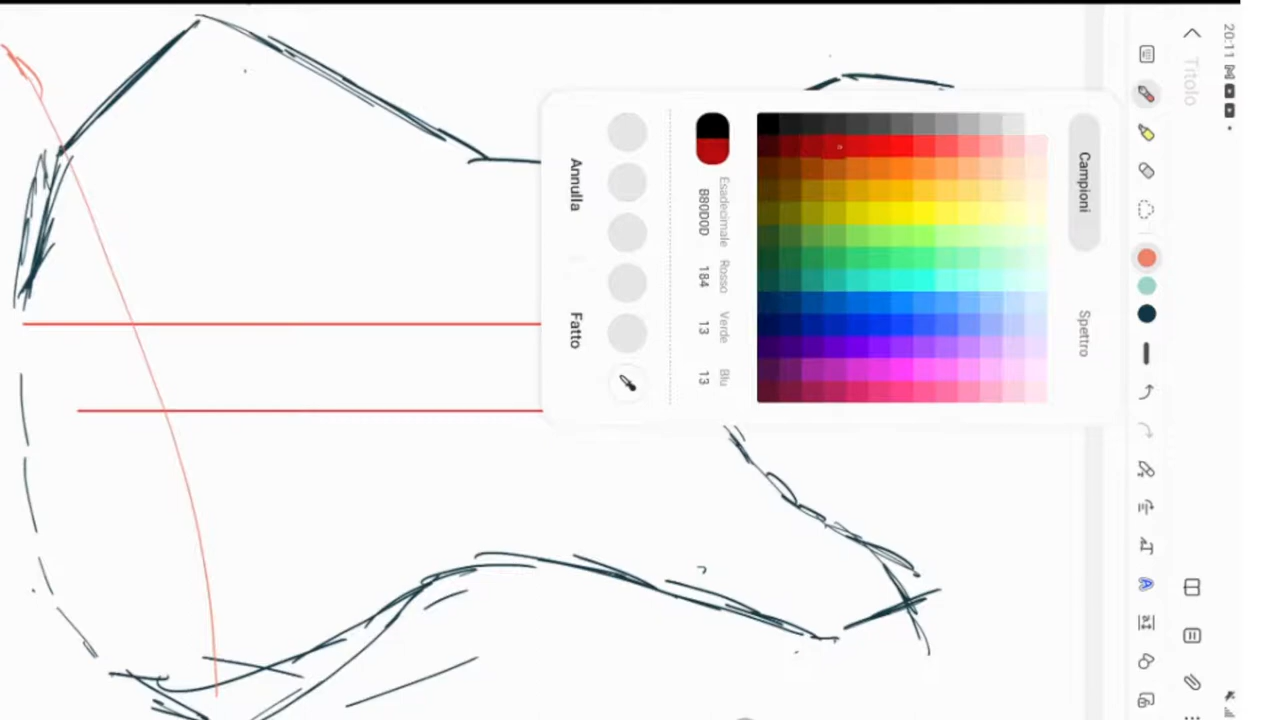 20:11
Titolo
Campioni
Spettro
Esadecimale Rosso Verde Blu
B80D0D 184 13 13
Annulla
Fatto